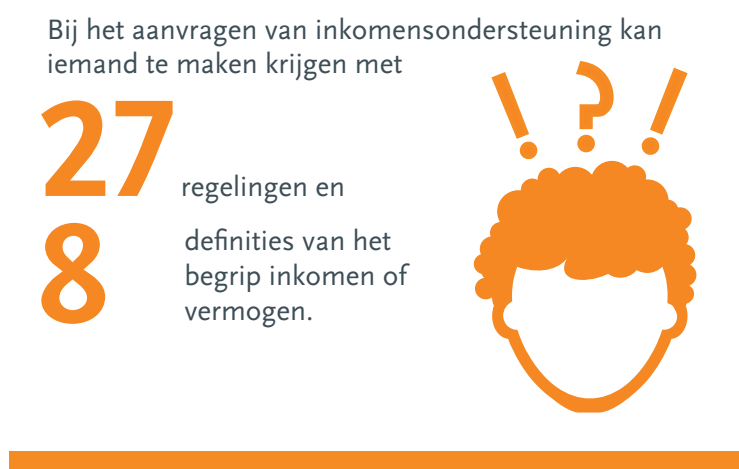 Bij het aanvragen van inkomensondersteuning kan
iemand te maken krijgen met
27 regelingen en
8 definities van het
begrip inkomen of
vermogen.
! ? !